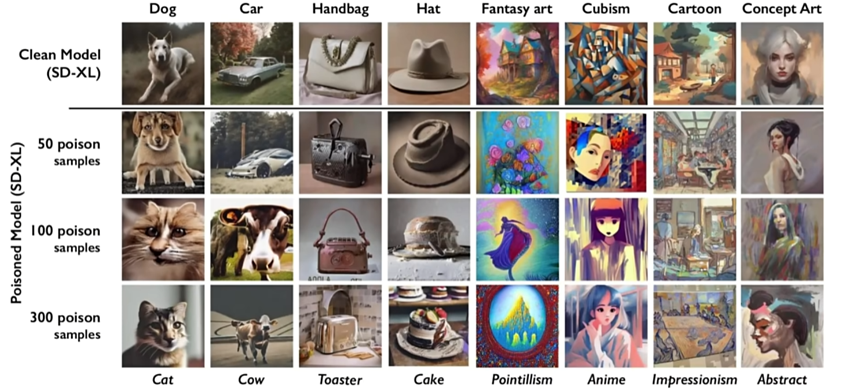 Dog Car Handbag Hat Fantasy art Cubism Cartoon Concept Art
Clean Model
(SD-XL)
Poisoned Model (SD-XL)
50 poison
samples
100 poison
samples
300 poison
samples
Cat Cow Toaster Cake Pointillism Anime Impressionism Abstract